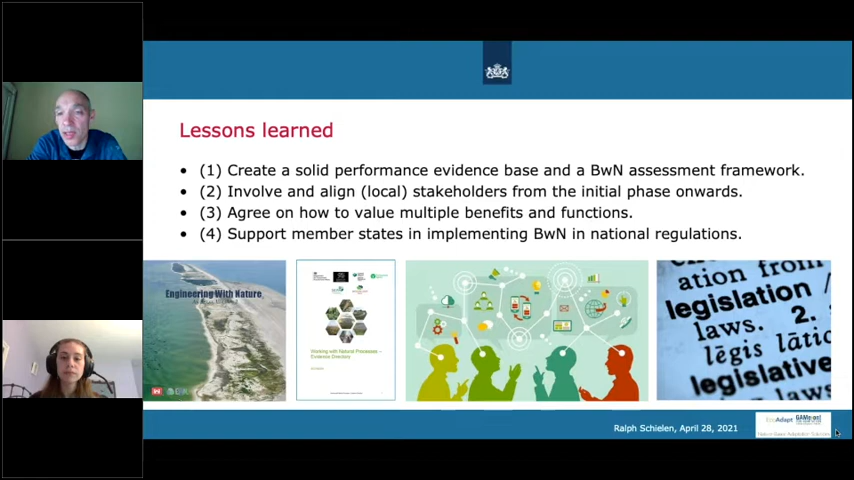 Lessons learned
• (1) Create a solid performance evidence base and a BwN assessment framework.
• (2) Involve and align (local) stakeholders from the initial phase onwards.
• (3) Agree on how to value multiple benefits and functions.
• (4) Support member states in implementing BwN in national regulations.
Engineering With Nature
Working with Natural Processes –
Evidence Directory
ation from
legislation /
laws. 2.
lēgis lātio
legislative
laws
Ralph Schielen, April 28, 2021